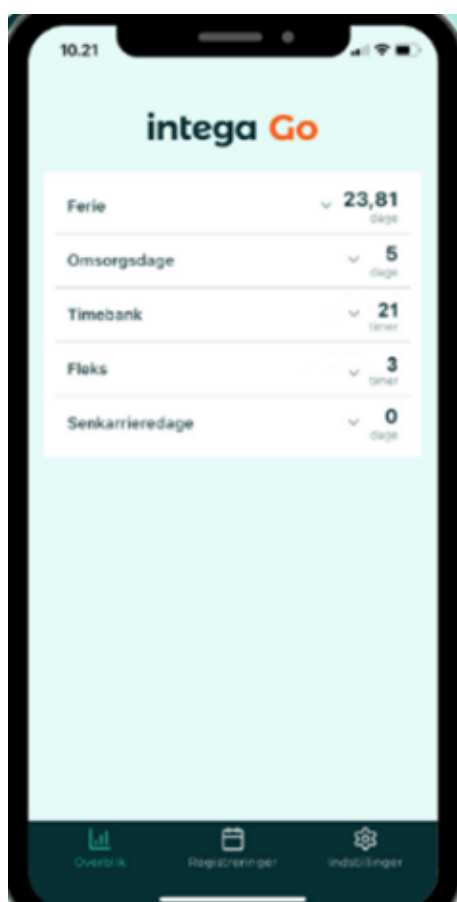 10.21
intega Go
Ferie 23,81
dage
Omsorgsdage 5
dage
Timebank 21
timer
Fleks 3
timer
Senkarrieredage 0
dage
Overblik Registreringer Indstillinger